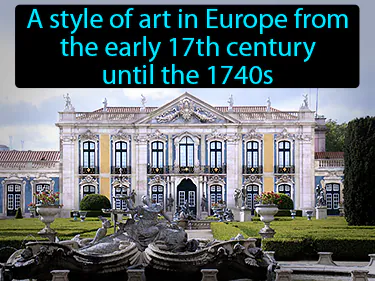 A style of art in Europe from
the early 17th century
until the 1740s